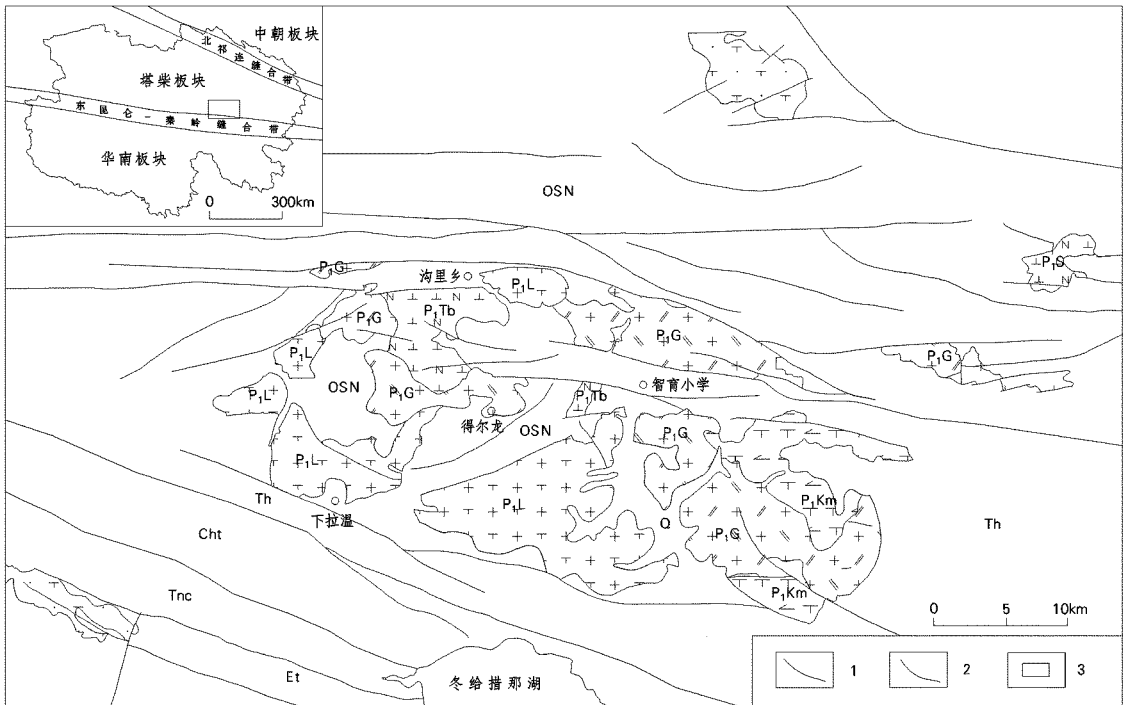 中朝板块
北祁连缝合带
塔柴板块
东昆仑-秦岭缝合带
华南板块
0 300km
OSN
P₁S
P₁G
沟里乡
P₁L
P₁Tb
P₁G
P₁G
P₁L
P₁G
OSN
P₁L
P₁G
智育小学
P₁Tb
得尔龙
OSN
P₁G
P₁L
Th
P₁L
P₁Km
下拉温
Q
Th
Cht
P₁G
Tnc
P₁Km
0 5 10km
Et
冬给措那湖
1 2 3